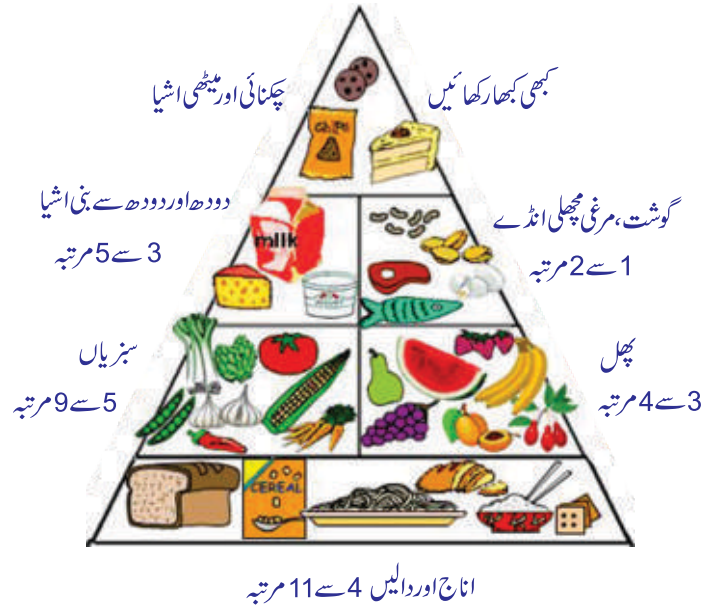 کبھی کبھار کھائیں
چکنائی اور میٹھی اشیا
Chips
گوشت، مرغی مچھلی انڈے
1 سے 2 مرتبہ
دودھ اور دودھ سے بنی اشیا
3 سے 5 مرتبہ
milk
پھل
3 سے 4 مرتبہ
سبزیاں
5 سے 9 مرتبہ
CEREAL
اناج اور دالیں 4 سے 11 مرتبہ